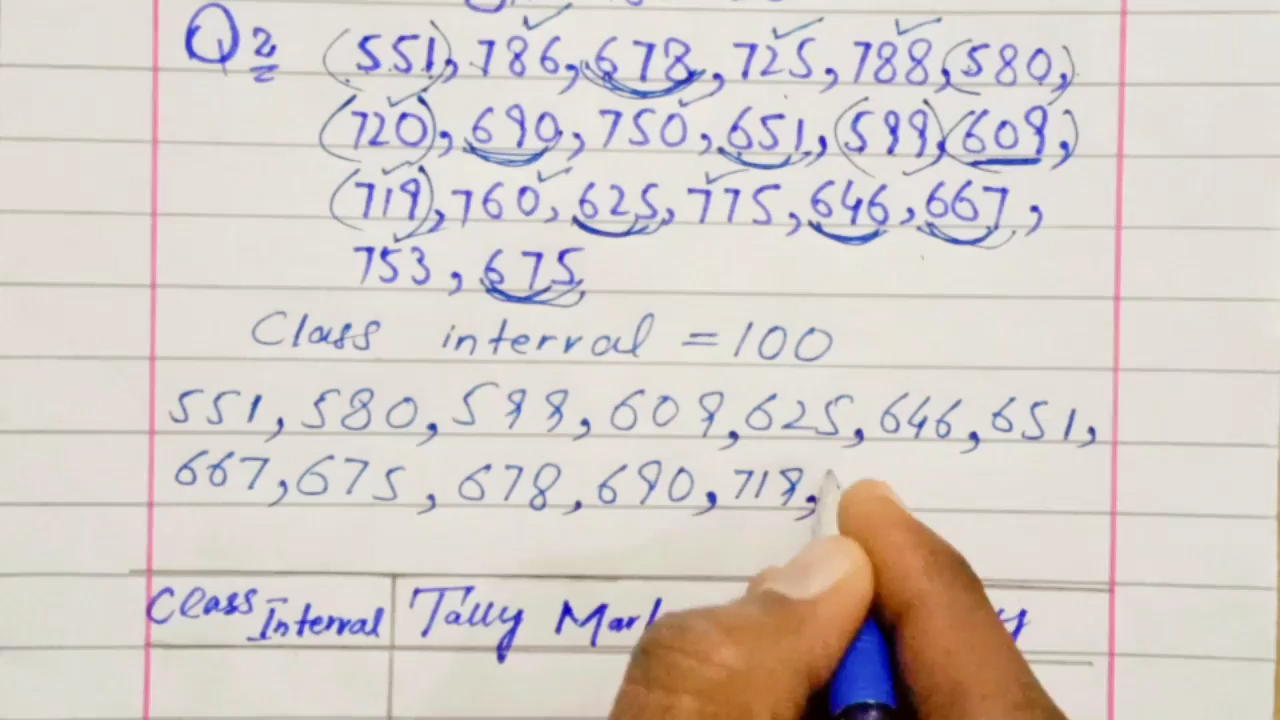 Q2 (551), 786, 678, 725, 788, (580,)
(720), 690, 750, 651, (599), (609,)
(719), 760, 625, 775, 646, 667,
753, 675
Class interval = 100
551, 580, 599, 609, 625, 646, 651,
667, 675, 678, 690, 719,
Class Interval Tally